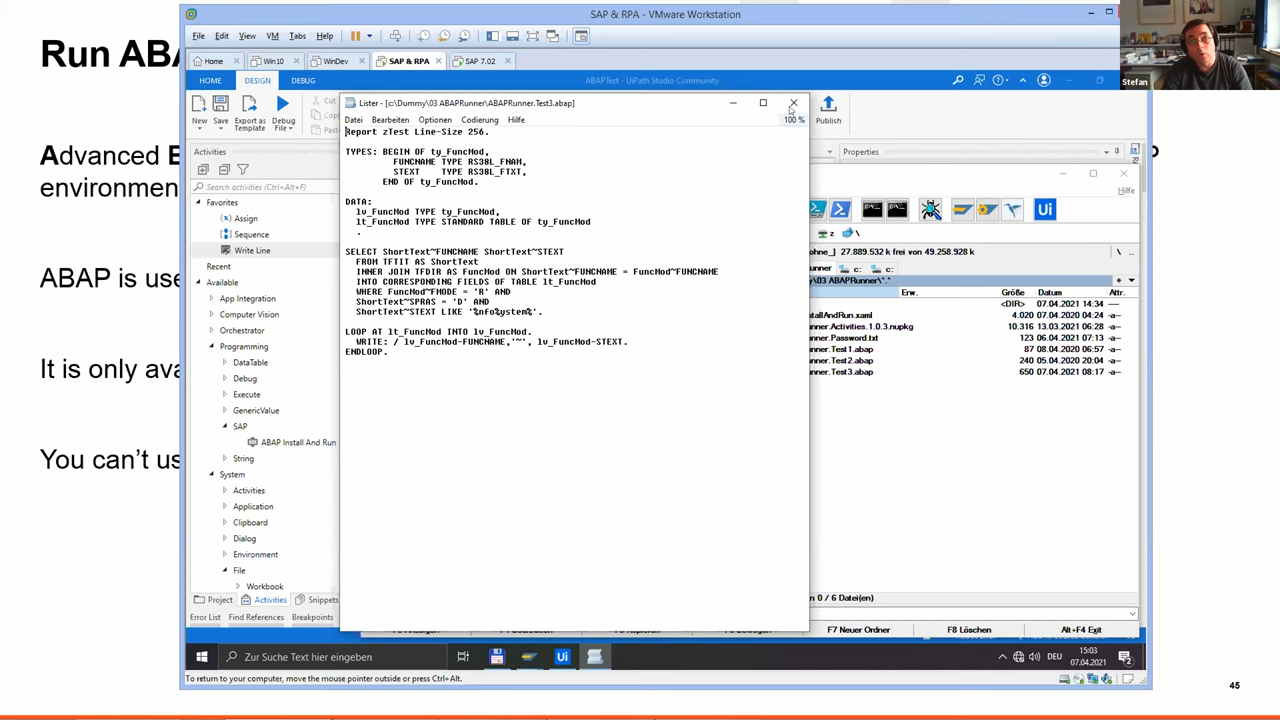 SAP & RPA - VMware Workstation
Run ABA
File Edit View VM Tabs Help
Home Win10 WinDev SAP & RPA SAP 7.02
Stefan
HOME DESIGN DEBUG ABAPTest - UiPath Studio Community
New Save Export as Template Debug File Cut Copy Paste Publish
Lister - [c:\Dummy\03 ABAPRunner\ABAPRunner.Test3.abap]
Datei Bearbeiten Optionen Codierung Hilfe 100 %
Report zTest Line-Size 256.
TYPES: BEGIN OF ty_FuncMod,
FUNCNAME TYPE RS38L_FNAM,
STEXT TYPE RS38L_FTXT,
END OF ty_FuncMod.
DATA:
lv_FuncMod TYPE ty_FuncMod,
lt_FuncMod TYPE STANDARD TABLE OF ty_FuncMod
.
SELECT ShortText~FUNCNAME ShortText~STEXT
FROM TFTIT AS ShortText
INNER JOIN TFDIR AS FuncMod ON ShortText~FUNCNAME = FuncMod~FUNCNAME
INTO CORRESPONDING FIELDS OF TABLE lt_FuncMod
WHERE FuncMod~FMODE = 'R' AND
ShortText~SPRAS = 'D' AND
ShortText~STEXT LIKE '%nfo%ystem%'.
LOOP AT lt_FuncMod INTO lv_FuncMod.
WRITE: / lv_FuncMod-FUNCNAME,'~', lv_FuncMod-STEXT.
ENDLOOP.
Advanced
environmen
ABAP is use
It is only ava
You can't us
Activities
Search activities (Ctrl+Alt+F)
Favorites
Assign
Sequence
Write Line
Recent
Available
App Integration
Computer Vision
Orchestrator
Programming
DataTable
Debug
Execute
GenericValue
SAP
ABAP Install And Run
String
System
Activities
Application
Clipboard
Dialog
Environment
File
Workbook
Project Activities Snippets
Error List Find References Breakpoints
Properties
Hilfe
Ui
z \
_ohne_] 27.889.532 k frei von 49.258.928 k \ ..
unner c: c:
y\03 ABAPRunner\*.*
Erw. Größe Datum Attr.
<DIR> 07.04.2021 14:34 ---
stallAndRun.xaml 4.020 07.04.2020 04:24 -a--
nner.Activities.1.0.3.nupkg 10.316 13.03.2021 06:28 -a--
nner.Password.txt 123 06.04.2021 07:13 -a--
nner.Test1.abap 87 08.04.2020 06:57 -a--
nner.Test2.abap 240 05.04.2020 20:04 -a--
nner.Test3.abap 650 07.04.2021 08:17 -a--
en 0 / 6 Datei(en)
F7 Neuer Ordner F8 Löschen Alt+F4 Exit
Zur Suche Text hier eingeben Ui DEU 15:03
07.04.2021 2
To return to your computer, move the mouse pointer outside or press Ctrl+Alt.
45